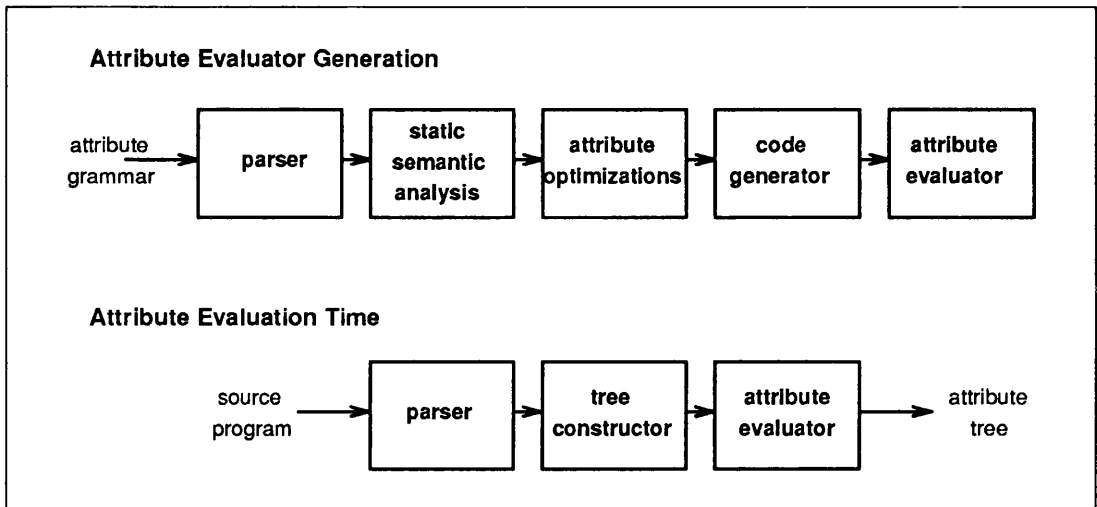 Attribute Evaluator Generation
attribute
grammar
parser
static
semantic
analysis
attribute
optimizations
code
generator
attribute
evaluator
Attribute Evaluation Time
source
program
parser
tree
constructor
attribute
evaluator
attribute
tree